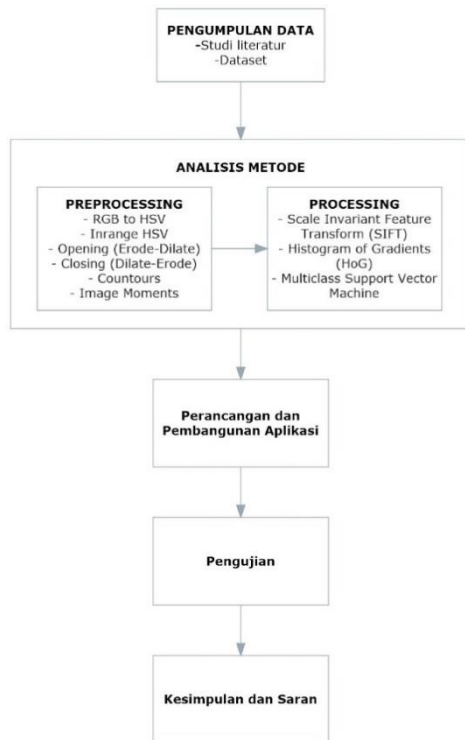 PENGUMPULAN DATA
-Studi literatur
-Dataset
ANALISIS METODE
PREPROCESSING
- RGB to HSV
- Inrange HSV
- Opening (Erode-Dilate)
- Closing (Dilate-Erode)
- Countours
- Image Moments
PROCESSING
- Scale Invariant Feature
Transform (SIFT)
- Histogram of Gradients
(HoG)
- Multiclass Support Vector
Machine
Perancangan dan
Pembangunan Aplikasi
Pengujian
Kesimpulan dan Saran